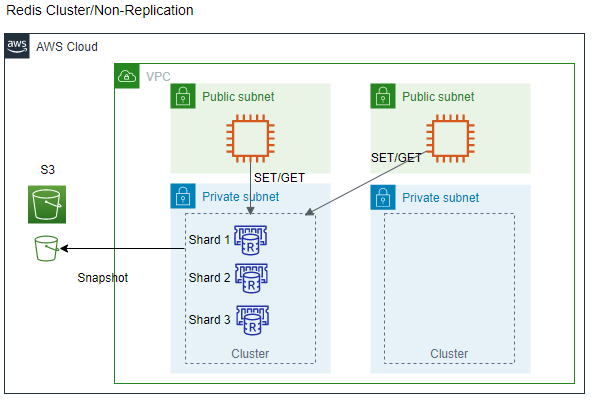 Redis Cluster/Non-Replication
aws
AWS Cloud
VPC
Public subnet
Public subnet
SET/GET
SET/GET
S3
Private subnet
Private subnet
Shard 1
R
Snapshot
Shard 2
R
Shard 3
R
Cluster
Cluster